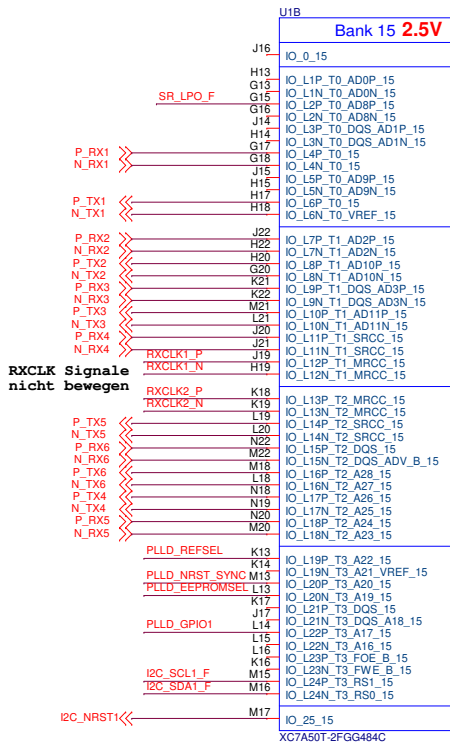 U1B
Bank 15 2.5V
J16 IO_0_15
H13 IO_L1P_T0_AD0P_15
G13 IO_L1N_T0_AD0N_15
SR_LPO_F G15 IO_L2P_T0_AD8P_15
G16 IO_L2N_T0_AD8N_15
J14 IO_L3P_T0_DQS_AD1P_15
H14 IO_L3N_T0_DQS_AD1N_15
P_RX1 G17 IO_L4P_T0_15
N_RX1 G18 IO_L4N_T0_15
J15 IO_L5P_T0_AD9P_15
H15 IO_L5N_T0_AD9N_15
P_TX1 H17 IO_L6P_T0_15
N_TX1 H18 IO_L6N_T0_VREF_15
P_RX2 J22 IO_L7P_T1_AD2P_15
N_RX2 H22 IO_L7N_T1_AD2N_15
P_TX2 H20 IO_L8P_T1_AD10P_15
N_TX2 G20 IO_L8N_T1_AD10N_15
P_RX3 K21 IO_L9P_T1_DQS_AD3P_15
N_RX3 K22 IO_L9N_T1_DQS_AD3N_15
P_TX3 M21 IO_L10P_T1_AD11P_15
N_TX3 L21 IO_L10N_T1_AD11N_15
P_RX4 J20 IO_L11P_T1_SRCC_15
N_RX4 J21 IO_L11N_T1_SRCC_15
RXCLK1_P J19 IO_L12P_T1_MRCC_15
RXCLK1_N H19 IO_L12N_T1_MRCC_15
RXCLK Signale
nicht bewegen
RXCLK2_P K18 IO_L13P_T2_MRCC_15
RXCLK2_N K19 IO_L13N_T2_MRCC_15
P_TX5 L19 IO_L14P_T2_SRCC_15
N_TX5 L20 IO_L14N_T2_SRCC_15
P_RX6 N22 IO_L15P_T2_DQS_15
N_RX6 M22 IO_L15N_T2_DQS_ADV_B_15
P_TX6 M18 IO_L16P_T2_A28_15
N_TX6 L18 IO_L16N_T2_A27_15
P_TX4 N18 IO_L17P_T2_A26_15
N_TX4 N19 IO_L17N_T2_A25_15
P_RX5 N20 IO_L18P_T2_A24_15
N_RX5 M20 IO_L18N_T2_A23_15
PLLD_REFSEL K13 IO_L19P_T3_A22_15
K14 IO_L19N_T3_A21_VREF_15
PLLD_NRST_SYNC M13 IO_L20P_T3_A20_15
PLLD_EEPROMSEL L13 IO_L20N_T3_A19_15
K17 IO_L21P_T3_DQS_15
J17 IO_L21N_T3_DQS_A18_15
PLLD_GPIO1 L14 IO_L22P_T3_A17_15
L15 IO_L22N_T3_A16_15
L16 IO_L23P_T3_FOE_B_15
K16 IO_L23N_T3_FWE_B_15
I2C_SCL1_F M15 IO_L24P_T3_RS1_15
I2C_SDA1_F M16 IO_L24N_T3_RS0_15
I2C_NRST1 M17 IO_25_15
XC7A50T-2FGG484C